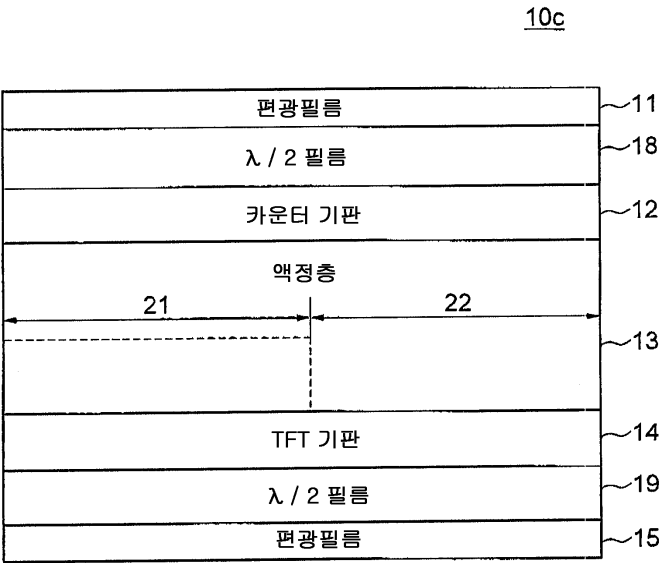 10c
편광필름 11
λ / 2 필름 18
카운터 기판 12
액정층
21 22
13
TFT 기판 14
λ / 2 필름 19
편광필름 15